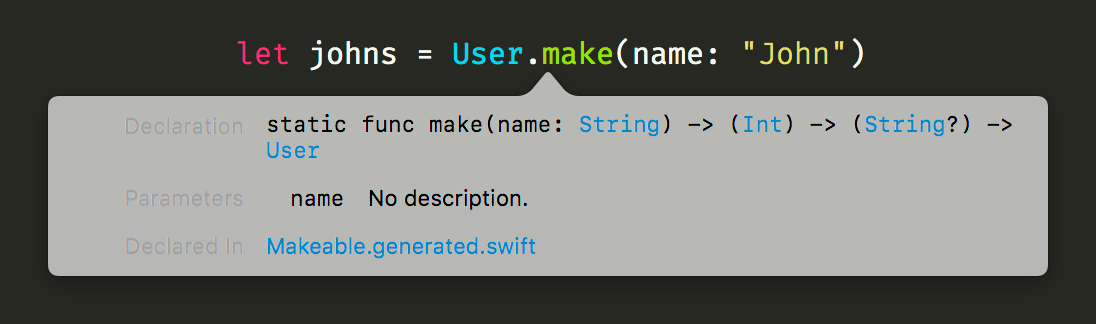 let johns = User.make(name: "John")
Declaration static func make(name: String) -> (Int) -> (String?) ->
User
Parameters name No description.
Declared In Makeable.generated.swift